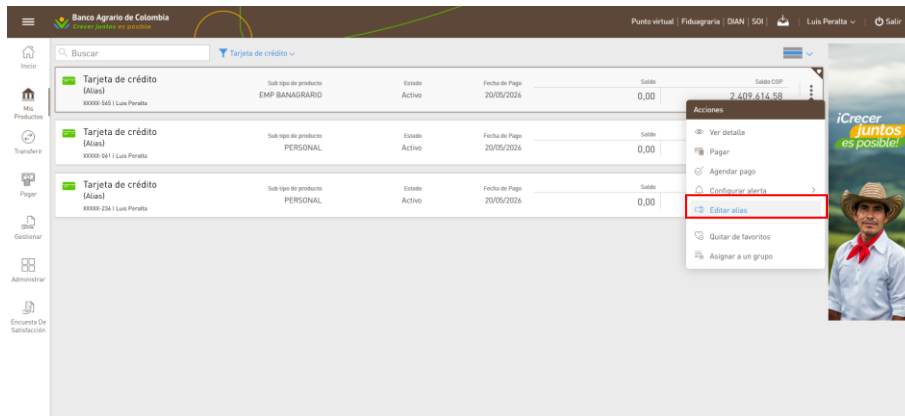 Banco Agrario de Colombia
Crecer juntos es posible
Punto virtual | Fiduagraria | DIAN | SOI |
Luis Peralta
Salir
Inicio
Mis
Productos
Transferir
Pagar
Gestionar
Administrar
Encuesta De
Satisfacción
Buscar
Tarjeta de crédito
Tarjeta de crédito
(Alias)
XXXXX-565 | Luis Peralta
Sub tipo de producto
EMP BANAGRARIO
Estado
Activo
Fecha de Pago
20/05/2026
Saldo
0,00
Saldo COP
2.409.614,58
Tarjeta de crédito
(Alias)
XXXXX-061 | Luis Peralta
Sub tipo de producto
PERSONAL
Estado
Activo
Fecha de Pago
20/05/2026
Saldo
0,00
Tarjeta de crédito
(Alias)
XXXXX-236 | Luis Peralta
Sub tipo de producto
PERSONAL
Estado
Activo
Fecha de Pago
20/05/2026
Saldo
0,00
Acciones
Ver detalle
Pagar
Agendar pago
Configurar alerta
Editar alias
Quitar de favoritos
Asignar a un grupo
¡Crecer
juntos
es posible!